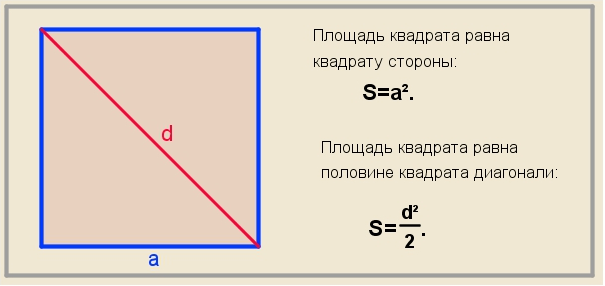 Площадь квадрата равна
квадрату стороны:
S=a².
d
Площадь квадрата равна
половине квадрата диагонали:
S=d²/2.
a